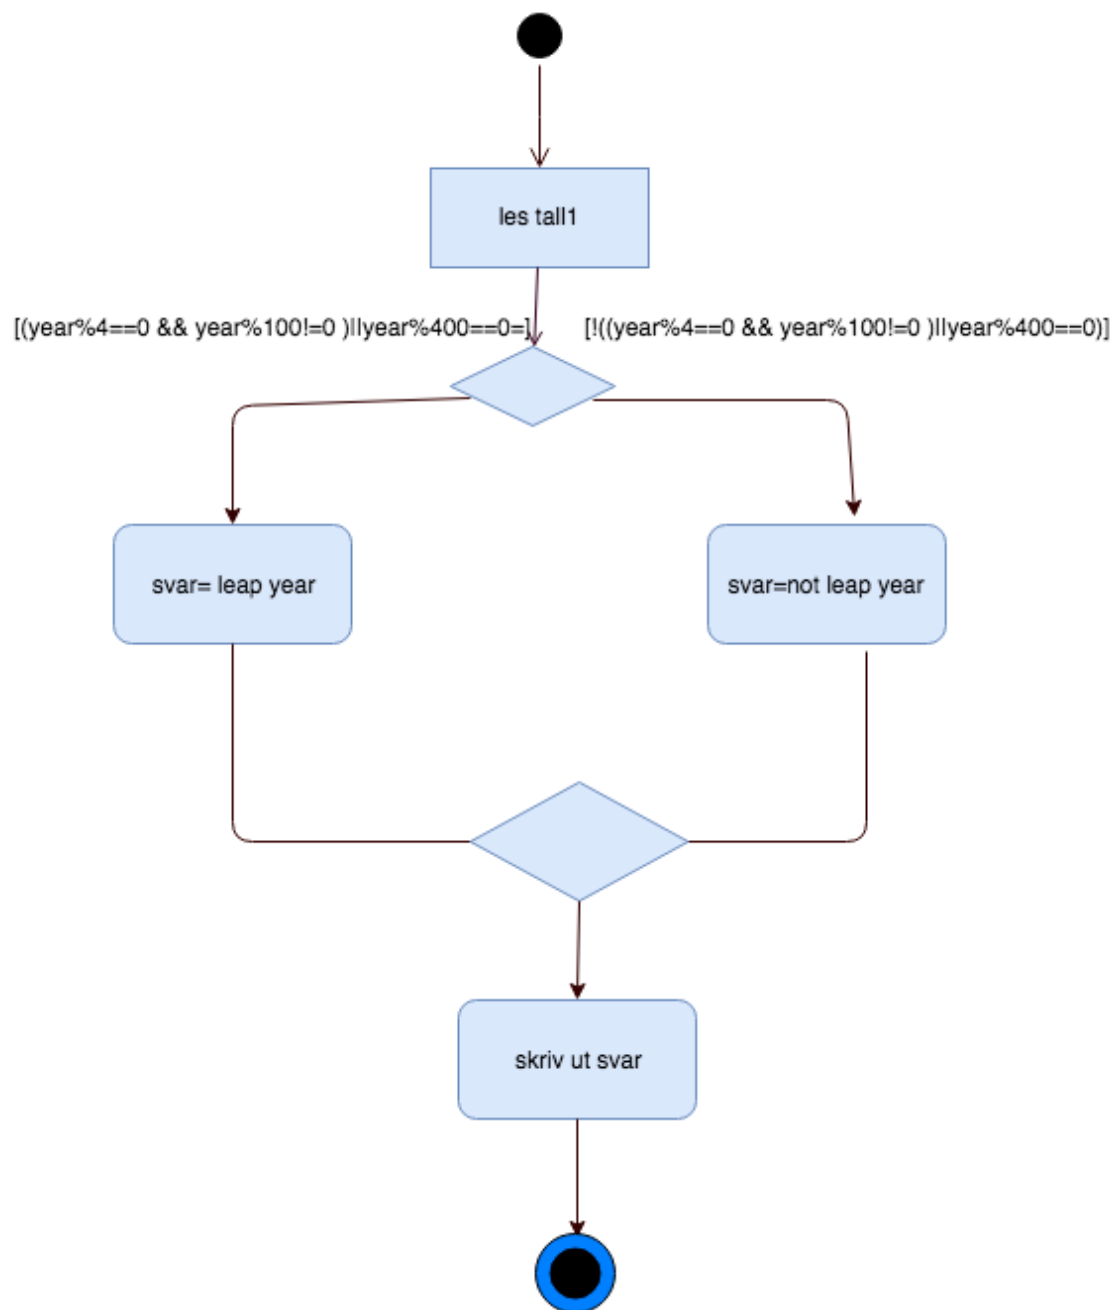 les tall1
[(year%4==0 && year%100!=0 )||year%400==0=]
[!((year%4==0 && year%100!=0 )||year%400==0)]
svar= leap year
svar=not leap year
skriv ut svar